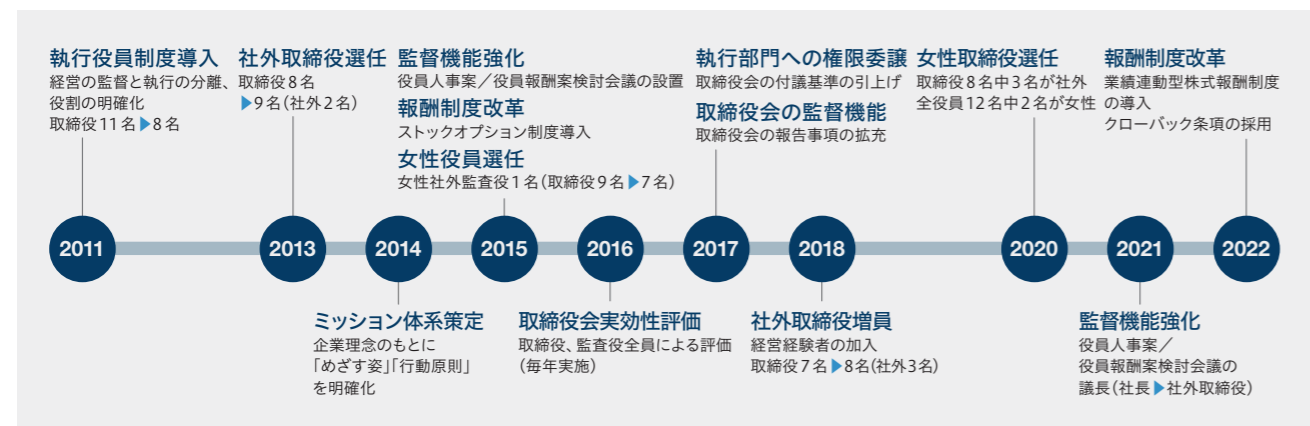 執行役員制度導入
経営の監督と執行の分離、
役割の明確化
取締役11名▶8名
社外取締役選任
取締役8名
▶9名(社外2名)
監督機能強化
役員人事案／役員報酬案検討会議の設置
報酬制度改革
ストックオプション制度導入
女性役員選任
女性社外監査役1名(取締役9名▶7名)
執行部門への権限委譲
取締役会の付議基準の引上げ
取締役会の監督機能
取締役会の報告事項の拡充
女性取締役選任
取締役8名中3名が社外
全役員12名中2名が女性
報酬制度改革
業績連動型株式報酬制度
の導入
クローバック条項の採用
2011
2013
2014
2015
2016
2017
2018
2020
2021
2022
ミッション体系策定
企業理念のもとに
「めざす姿」「行動原則」
を明確化
取締役会実効性評価
取締役、監査役全員による評価
(毎年実施)
社外取締役増員
経営経験者の加入
取締役7名▶8名(社外3名)
監督機能強化
役員人事案／
役員報酬案検討会議の
議長(社長▶社外取締役)